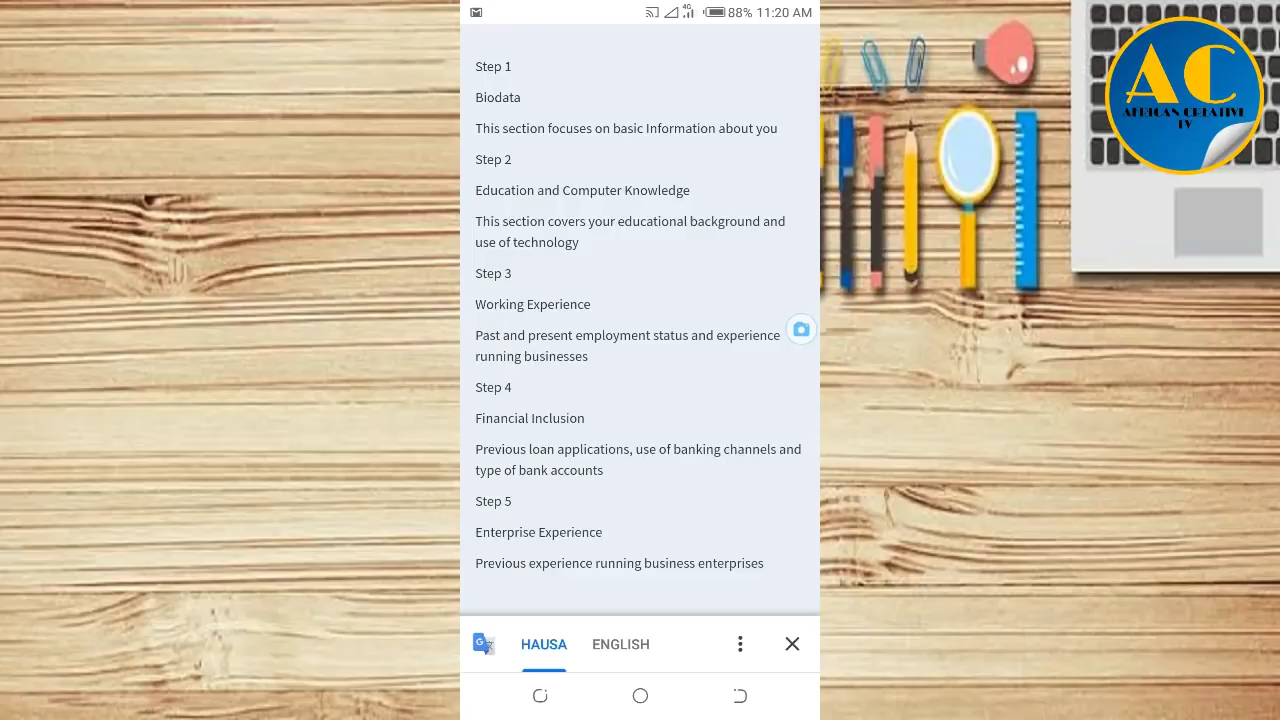 88% 11:20 AM
4G
Step 1
Biodata
This section focuses on basic Information about you
Step 2
Education and Computer Knowledge
This section covers your educational background and
use of technology
Step 3
Working Experience
Past and present employment status and experience
running businesses
Step 4
Financial Inclusion
Previous loan applications, use of banking channels and
type of bank accounts
Step 5
Enterprise Experience
Previous experience running business enterprises
G
HAUSA ENGLISH
AC
AFRICAN CREATIVE
TV